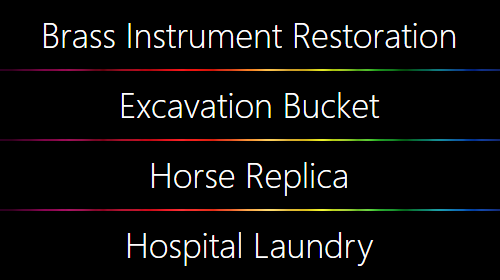 Brass Instrument Restoration
Excavation Bucket
Horse Replica
Hospital Laundry